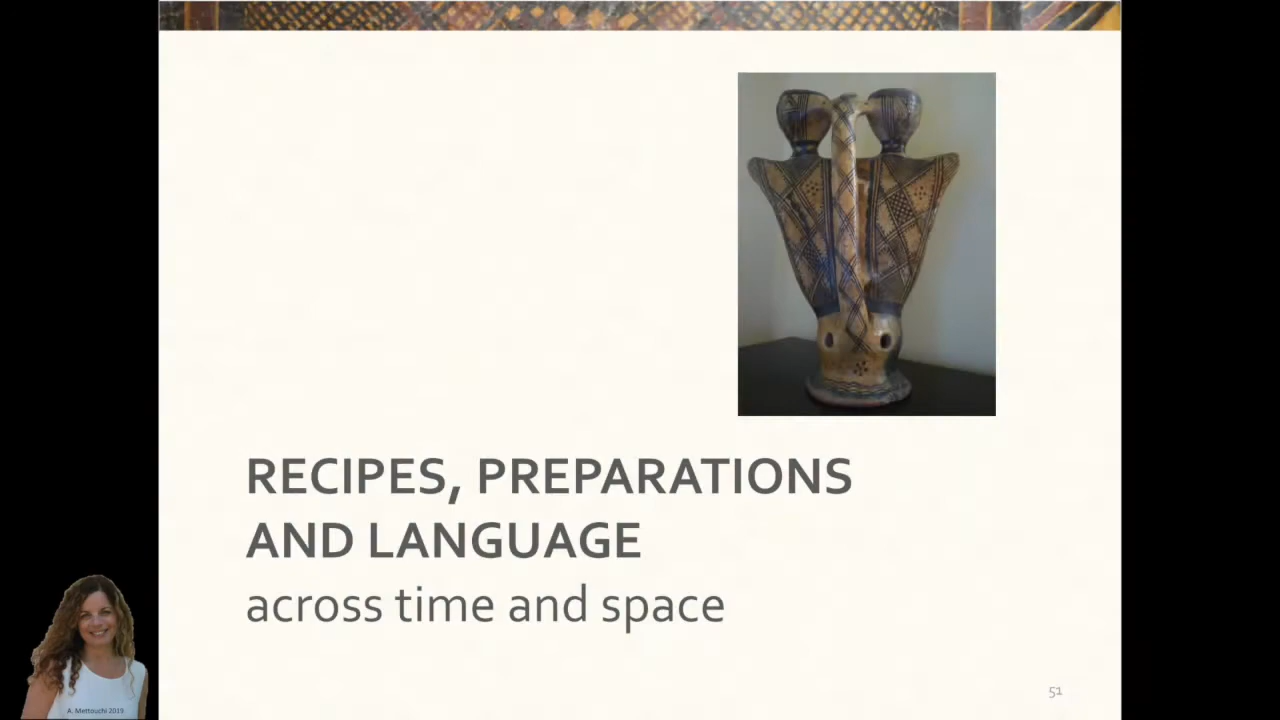 RECIPES, PREPARATIONS
AND LANGUAGE
across time and space
51
A. Mettouchi 2019